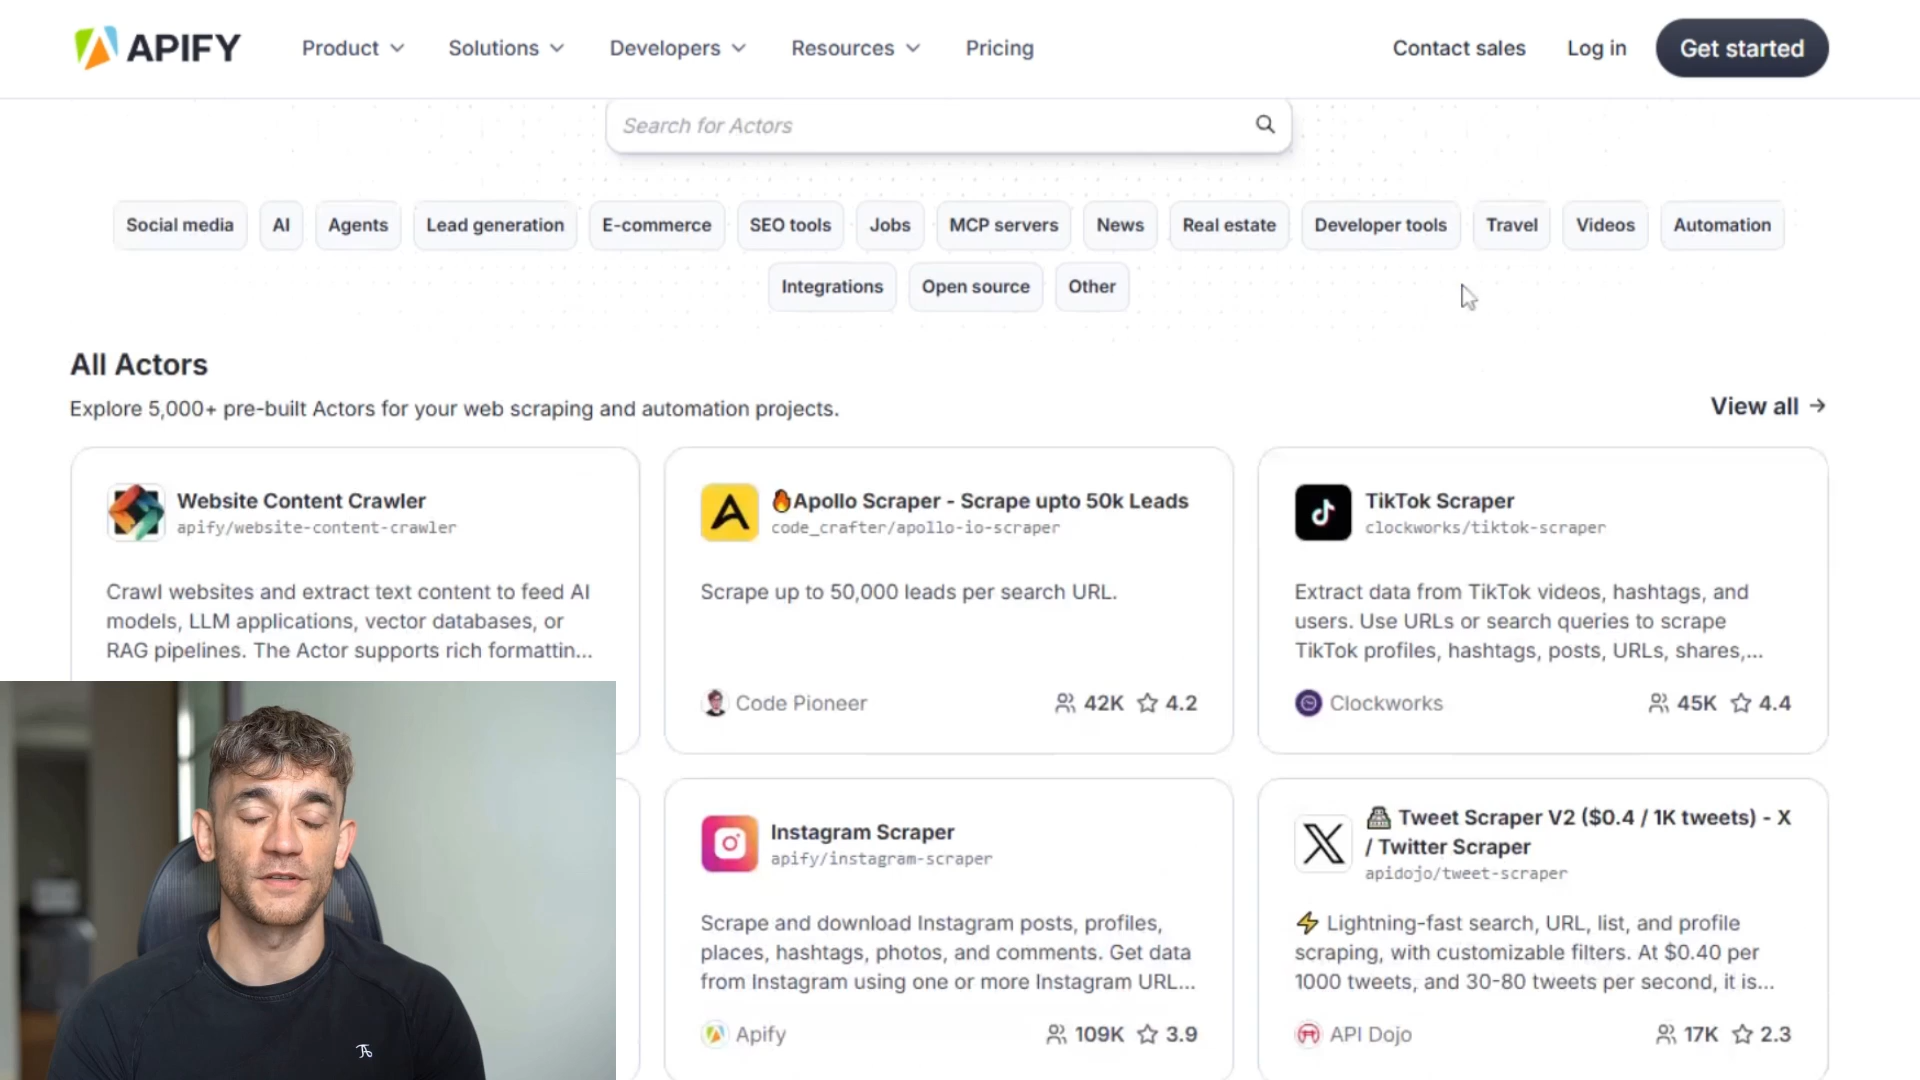 APIFY
Product
Solutions
Developers
Resources
Pricing
Contact sales
Log in
Get started
Search for Actors
Social media
AI
Agents
Lead generation
E-commerce
SEO tools
Jobs
MCP servers
News
Real estate
Developer tools
Travel
Videos
Automation
Integrations
Open source
Other
All Actors
Explore 5,000+ pre-built Actors for your web scraping and automation projects.
View all →
Website Content Crawler
apify/website-content-crawler
Crawl websites and extract text content to feed AI
models, LLM applications, vector databases, or
RAG pipelines. The Actor supports rich formattin...
🔥Apollo Scraper - Scrape upto 50k Leads
code_crafter/apollo-io-scraper
Scrape up to 50,000 leads per search URL.
Code Pioneer
42K
4.2
TikTok Scraper
clockworks/tiktok-scraper
Extract data from TikTok videos, hashtags, and
users. Use URLs or search queries to scrape
TikTok profiles, hashtags, posts, URLs, shares,...
Clockworks
45K
4.4
Instagram Scraper
apify/instagram-scraper
Scrape and download Instagram posts, profiles,
places, hashtags, photos, and comments. Get data
from Instagram using one or more Instagram URL...
Apify
109K
3.9
Tweet Scraper V2 ($0.4 / 1K tweets) - X
/ Twitter Scraper
apidojo/tweet-scraper
⚡ Lightning-fast search, URL, list, and profile
scraping, with customizable filters. At $0.40 per
1000 tweets, and 30-80 tweets per second, it is...
API Dojo
17K
2.3